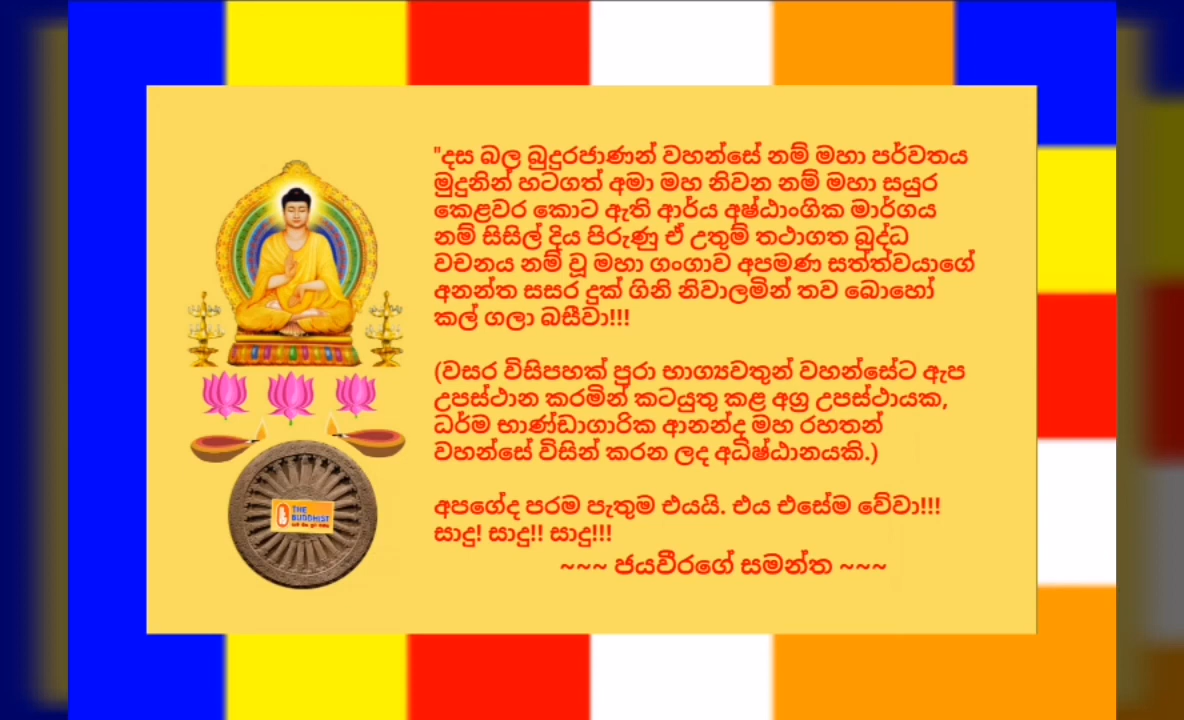 "දස බල බුදුරජාණන් වහන්සේ නම් මහා පර්වතය
මුදුනින් හටගත් අමා මහ නිවන නම් මහා සයුර
කෙළවර කොට ඇති ආර්ය අෂ්ඨාංගික මාර්ගය
නම් සිසිල් දිය පිරුණු ඒ උතුම් තථාගත බුද්ධ
වචනය නම් වූ මහා ගංගාව අපමණ සත්ත්වයාගේ
අනන්ත සසර දුක් ගිනි නිවාලමින් තව බොහෝ
කල් ගලා බසීවා!!!
(වසර විසිපහක් පුරා භාග්‍යවතුන් වහන්සේට ඇප
උපස්ථාන කරමින් කටයුතු කළ අග්‍ර උපස්ථායක,
ධර්ම භාණ්ඩාගාරික ආනන්ද මහ රහතන්
වහන්සේ විසින් කරන ලද අධිෂ්ඨානයකි.)
THE
BUDDHIST
අපගේද පරම පැතුම එයයි. එය එසේම වේවා!!!
සාදු! සාදු!! සාදු!!!
~~~ ජයවීරගේ සමන්ත ~~~